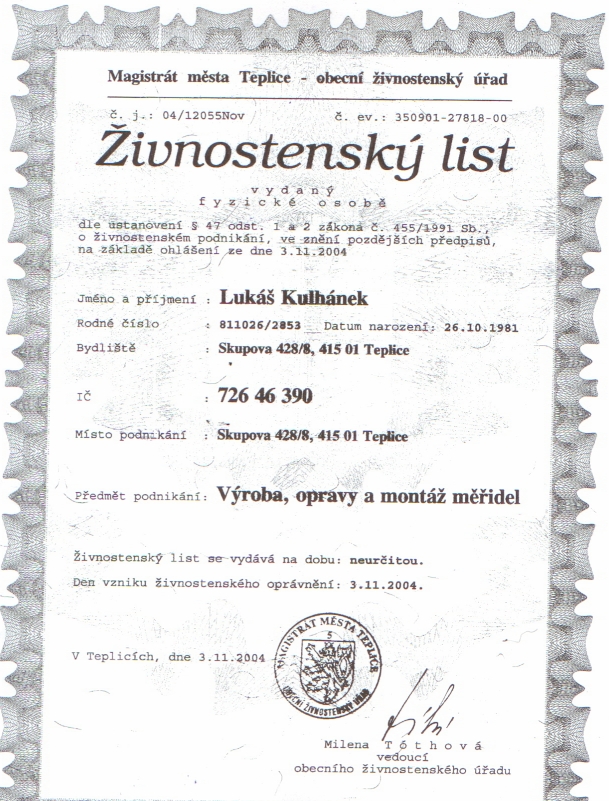 Magistrát města Teplice - obecní živnostenský úřad
č. j.: 04/12055Nov č. ev.: 350901-27818-00
Živnostenský list
vydaný
fyzické osobě
dle ustanovení § 47 odst. 1 a 2 zákona č. 455/1991 Sb.,
o živnostenském podnikání, ve znění pozdějších předpisů,
na základě ohlášení ze dne 3.11.2004
Jméno a příjmení : Lukáš Kulhánek
Rodné číslo : 811026/2853 Datum narození: 26.10.1981
Bydliště : Skupova 428/8, 415 01 Teplice
IČ : 726 46 390
Místo podnikání : Skupova 428/8, 415 01 Teplice
Předmět podnikání: Výroba, opravy a montáž měřidel
Živnostenský list se vydává na dobu: neurčitou.
Den vzniku živnostenského oprávnění: 3.11.2004.
MAGISTRÁT MĚSTA TEPLICE
5
OBECNÍ ŽIVNOSTENSKÝ ÚŘAD
V Teplicích, dne 3.11.2004
Milena Tóthová
vedoucí
obecního živnostenského úřadu